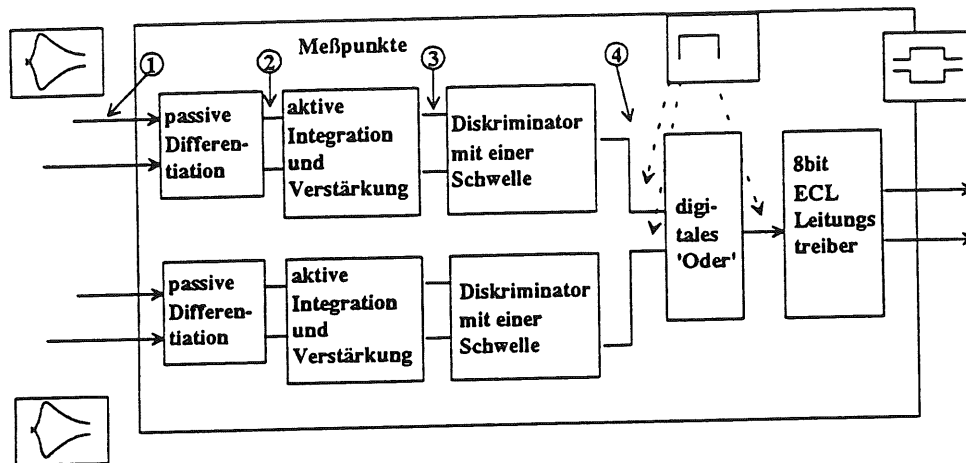 Meßpunkte
1
2
3
4
passive
Differen-
tiation
aktive
Integration
und
Verstärkung
Diskriminator
mit einer
Schwelle
digi-
tales
'Oder'
8bit
ECL
Leitungs
treiber
passive
Differen-
tiation
aktive
Integration
und
Verstärkung
Diskriminator
mit einer
Schwelle